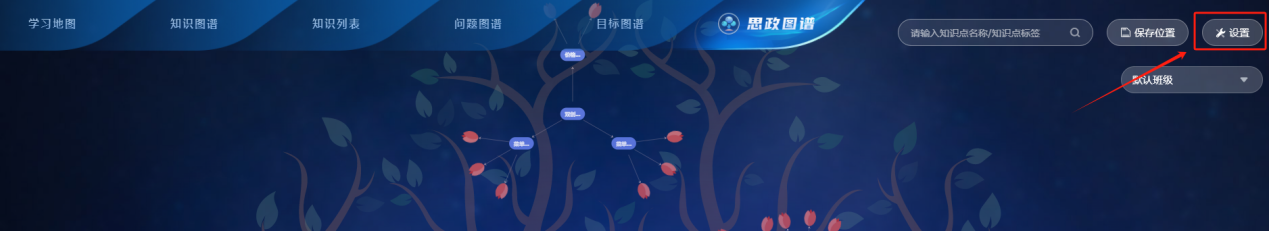 学习地图
知识图谱
知识列表
问题图谱
目标图谱
思政图谱
请输入知识点名称/知识点标签
保存位置
设置
默认班级